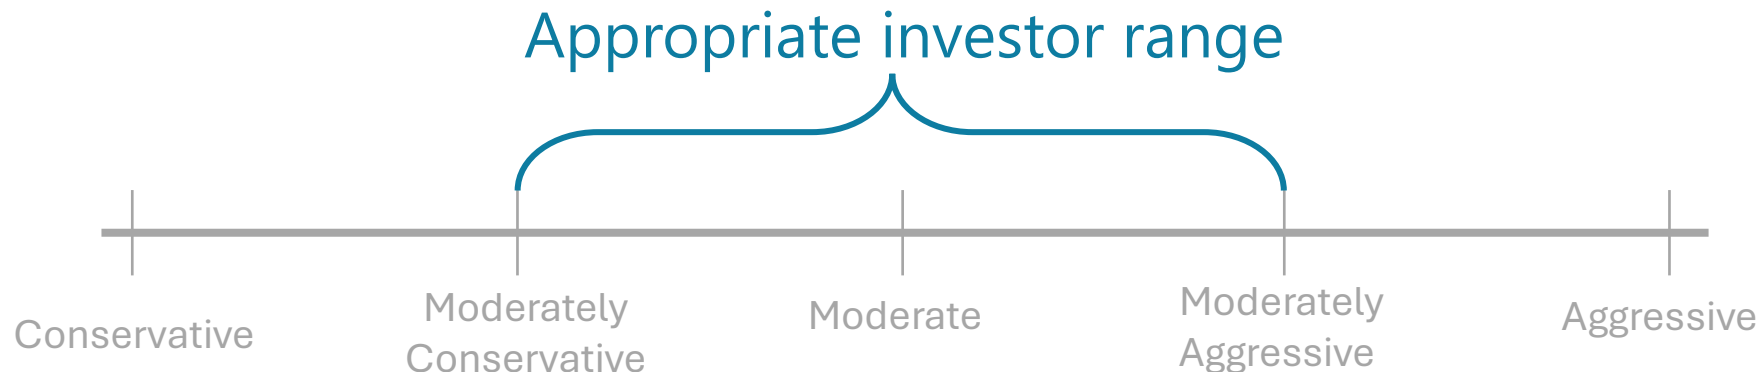 Appropriate investor range
Conservative
Moderately
Conservative
Moderate
Moderately
Aggressive
Aggressive